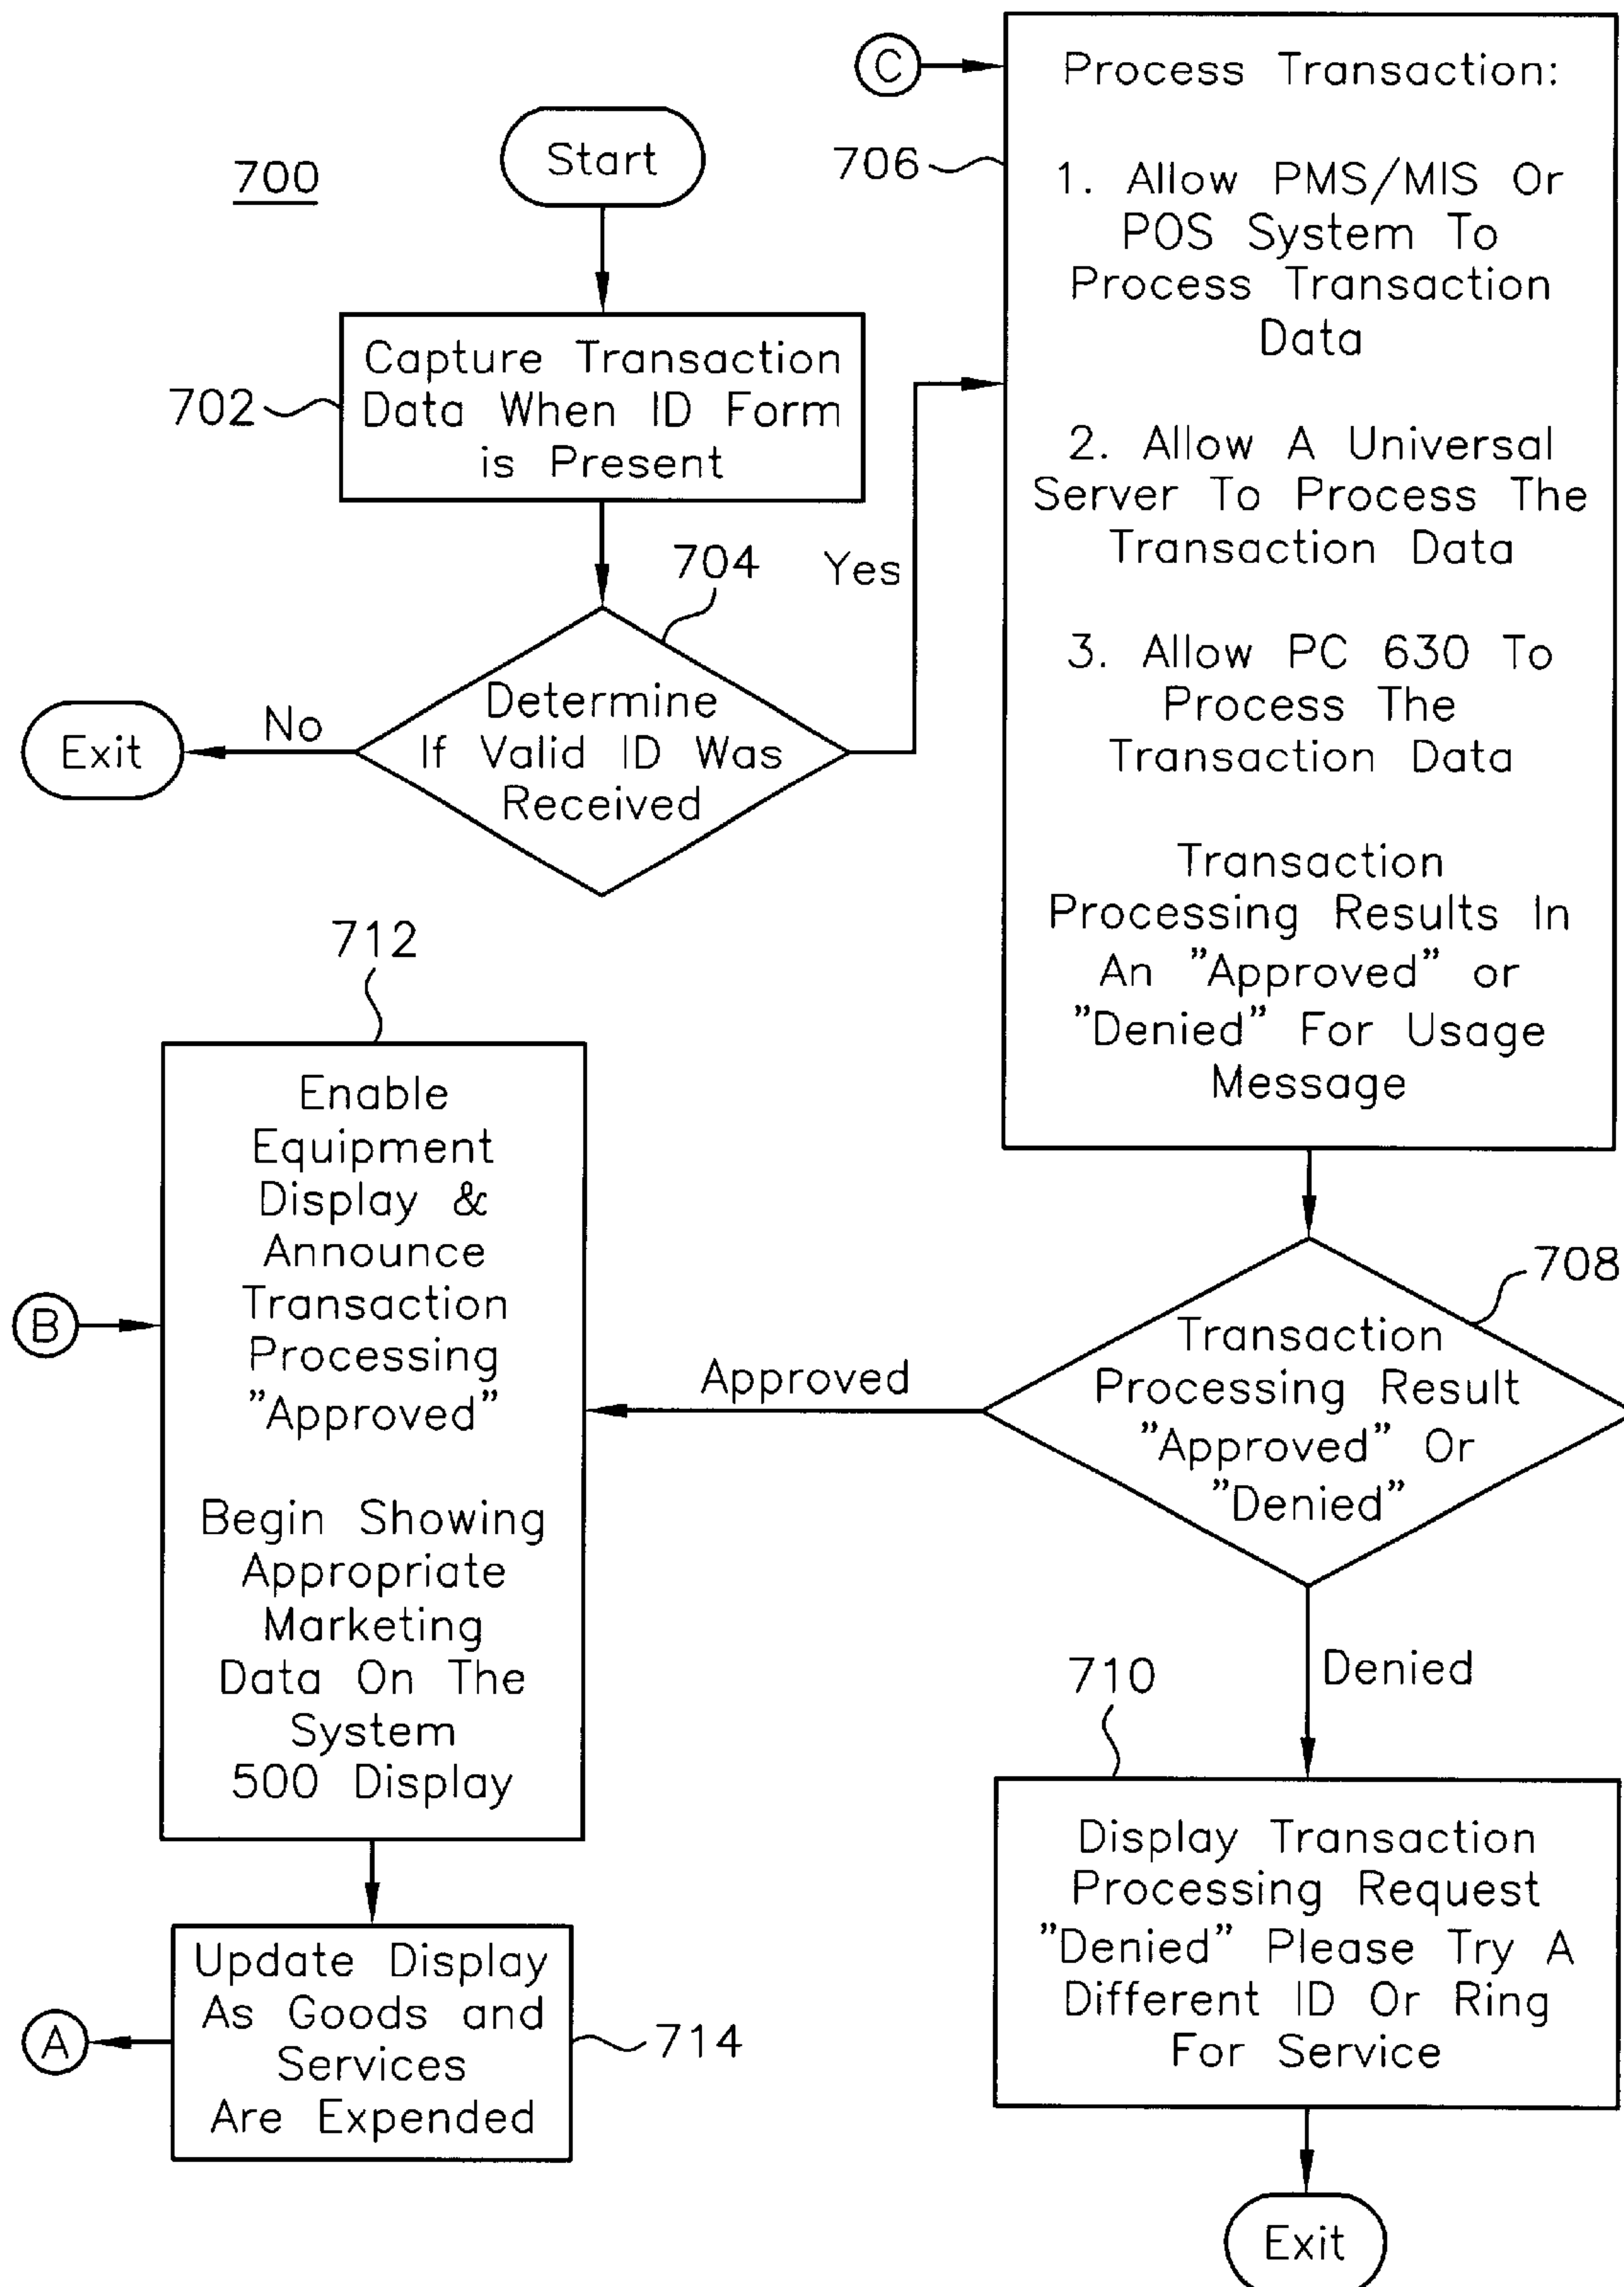 700
Start
702
Capture Transaction
Data When ID Form
is Present
704
Determine
If Valid ID Was
Received
No
Exit
Yes
C
706
Process Transaction:
1. Allow PMS/MIS Or
POS System To
Process Transaction
Data
2. Allow A Universal
Server To Process The
Transaction Data
3. Allow PC 630 To
Process The
Transaction Data
Transaction
Processing Results In
An "Approved" or
"Denied" For Usage
Message
708
Transaction
Processing Result
"Approved" Or
"Denied"
Approved
Denied
710
Display Transaction
Processing Request
"Denied" Please Try A
Different ID Or Ring
For Service
Exit
712
B
Enable
Equipment
Display &
Announce
Transaction
Processing
"Approved"
Begin Showing
Appropriate
Marketing
Data On The
System
500 Display
Update Display
As Goods and
Services
Are Expended
714
A